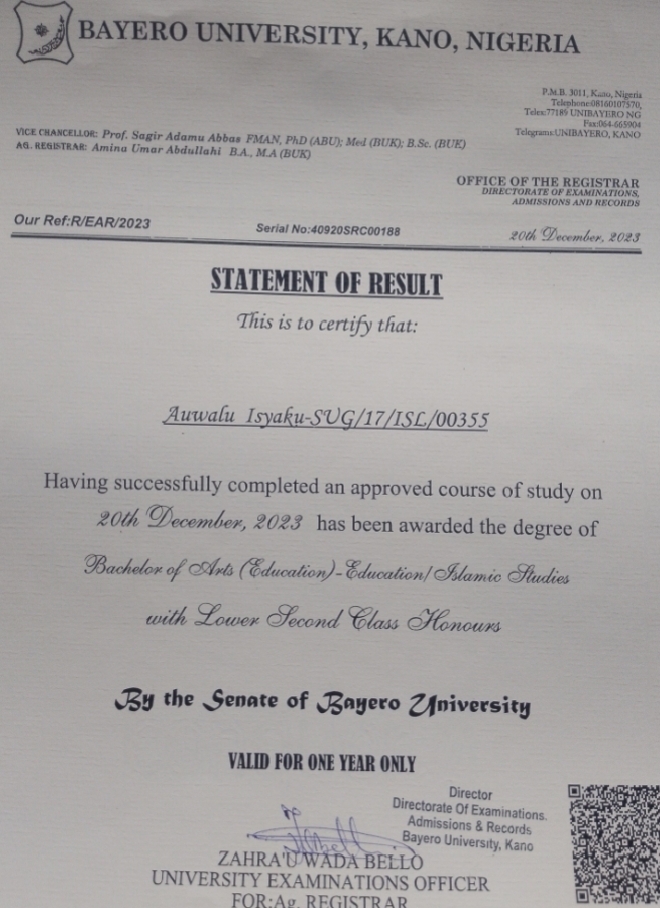 BAYERO UNIVERSITY, KANO, NIGERIA
P.M.B. 3011, Kano, Nigeria
Telephone:08160107570,
Telex:77189 UNIBAYERO NG
Fax:064-665904
Telegrams:UNIBAYERO, KANO
VICE CHANCELLOR: Prof. Sagir Adamu Abbas FMAN, PhD (ABU); Med (BUK); B.Sc. (BUK)
AG. REGISTRAR: Amina Umar Abdullahi B.A., M.A (BUK)
OFFICE OF THE REGISTRAR
DIRECTORATE OF EXAMINATIONS,
ADMISSIONS AND RECORDS
Our Ref:R/EAR/2023 Serial No:40920SRC00188 20th December, 2023
STATEMENT OF RESULT
This is to certify that:
Auwalu Isyaku-SUG/17/ISL/00355
Having successfully completed an approved course of study on
20th December, 2023 has been awarded the degree of
Bachelor of Arts (Education)-Education/Islamic Studies
with Lower Second Class Honours
By the Senate of Bayero University
VALID FOR ONE YEAR ONLY
Director
Directorate Of Examinations.
Admissions & Records
Bayero University, Kano
ZAHRA'U WADA BELLO
UNIVERSITY EXAMINATIONS OFFICER
FOR:Ag. REGISTRAR